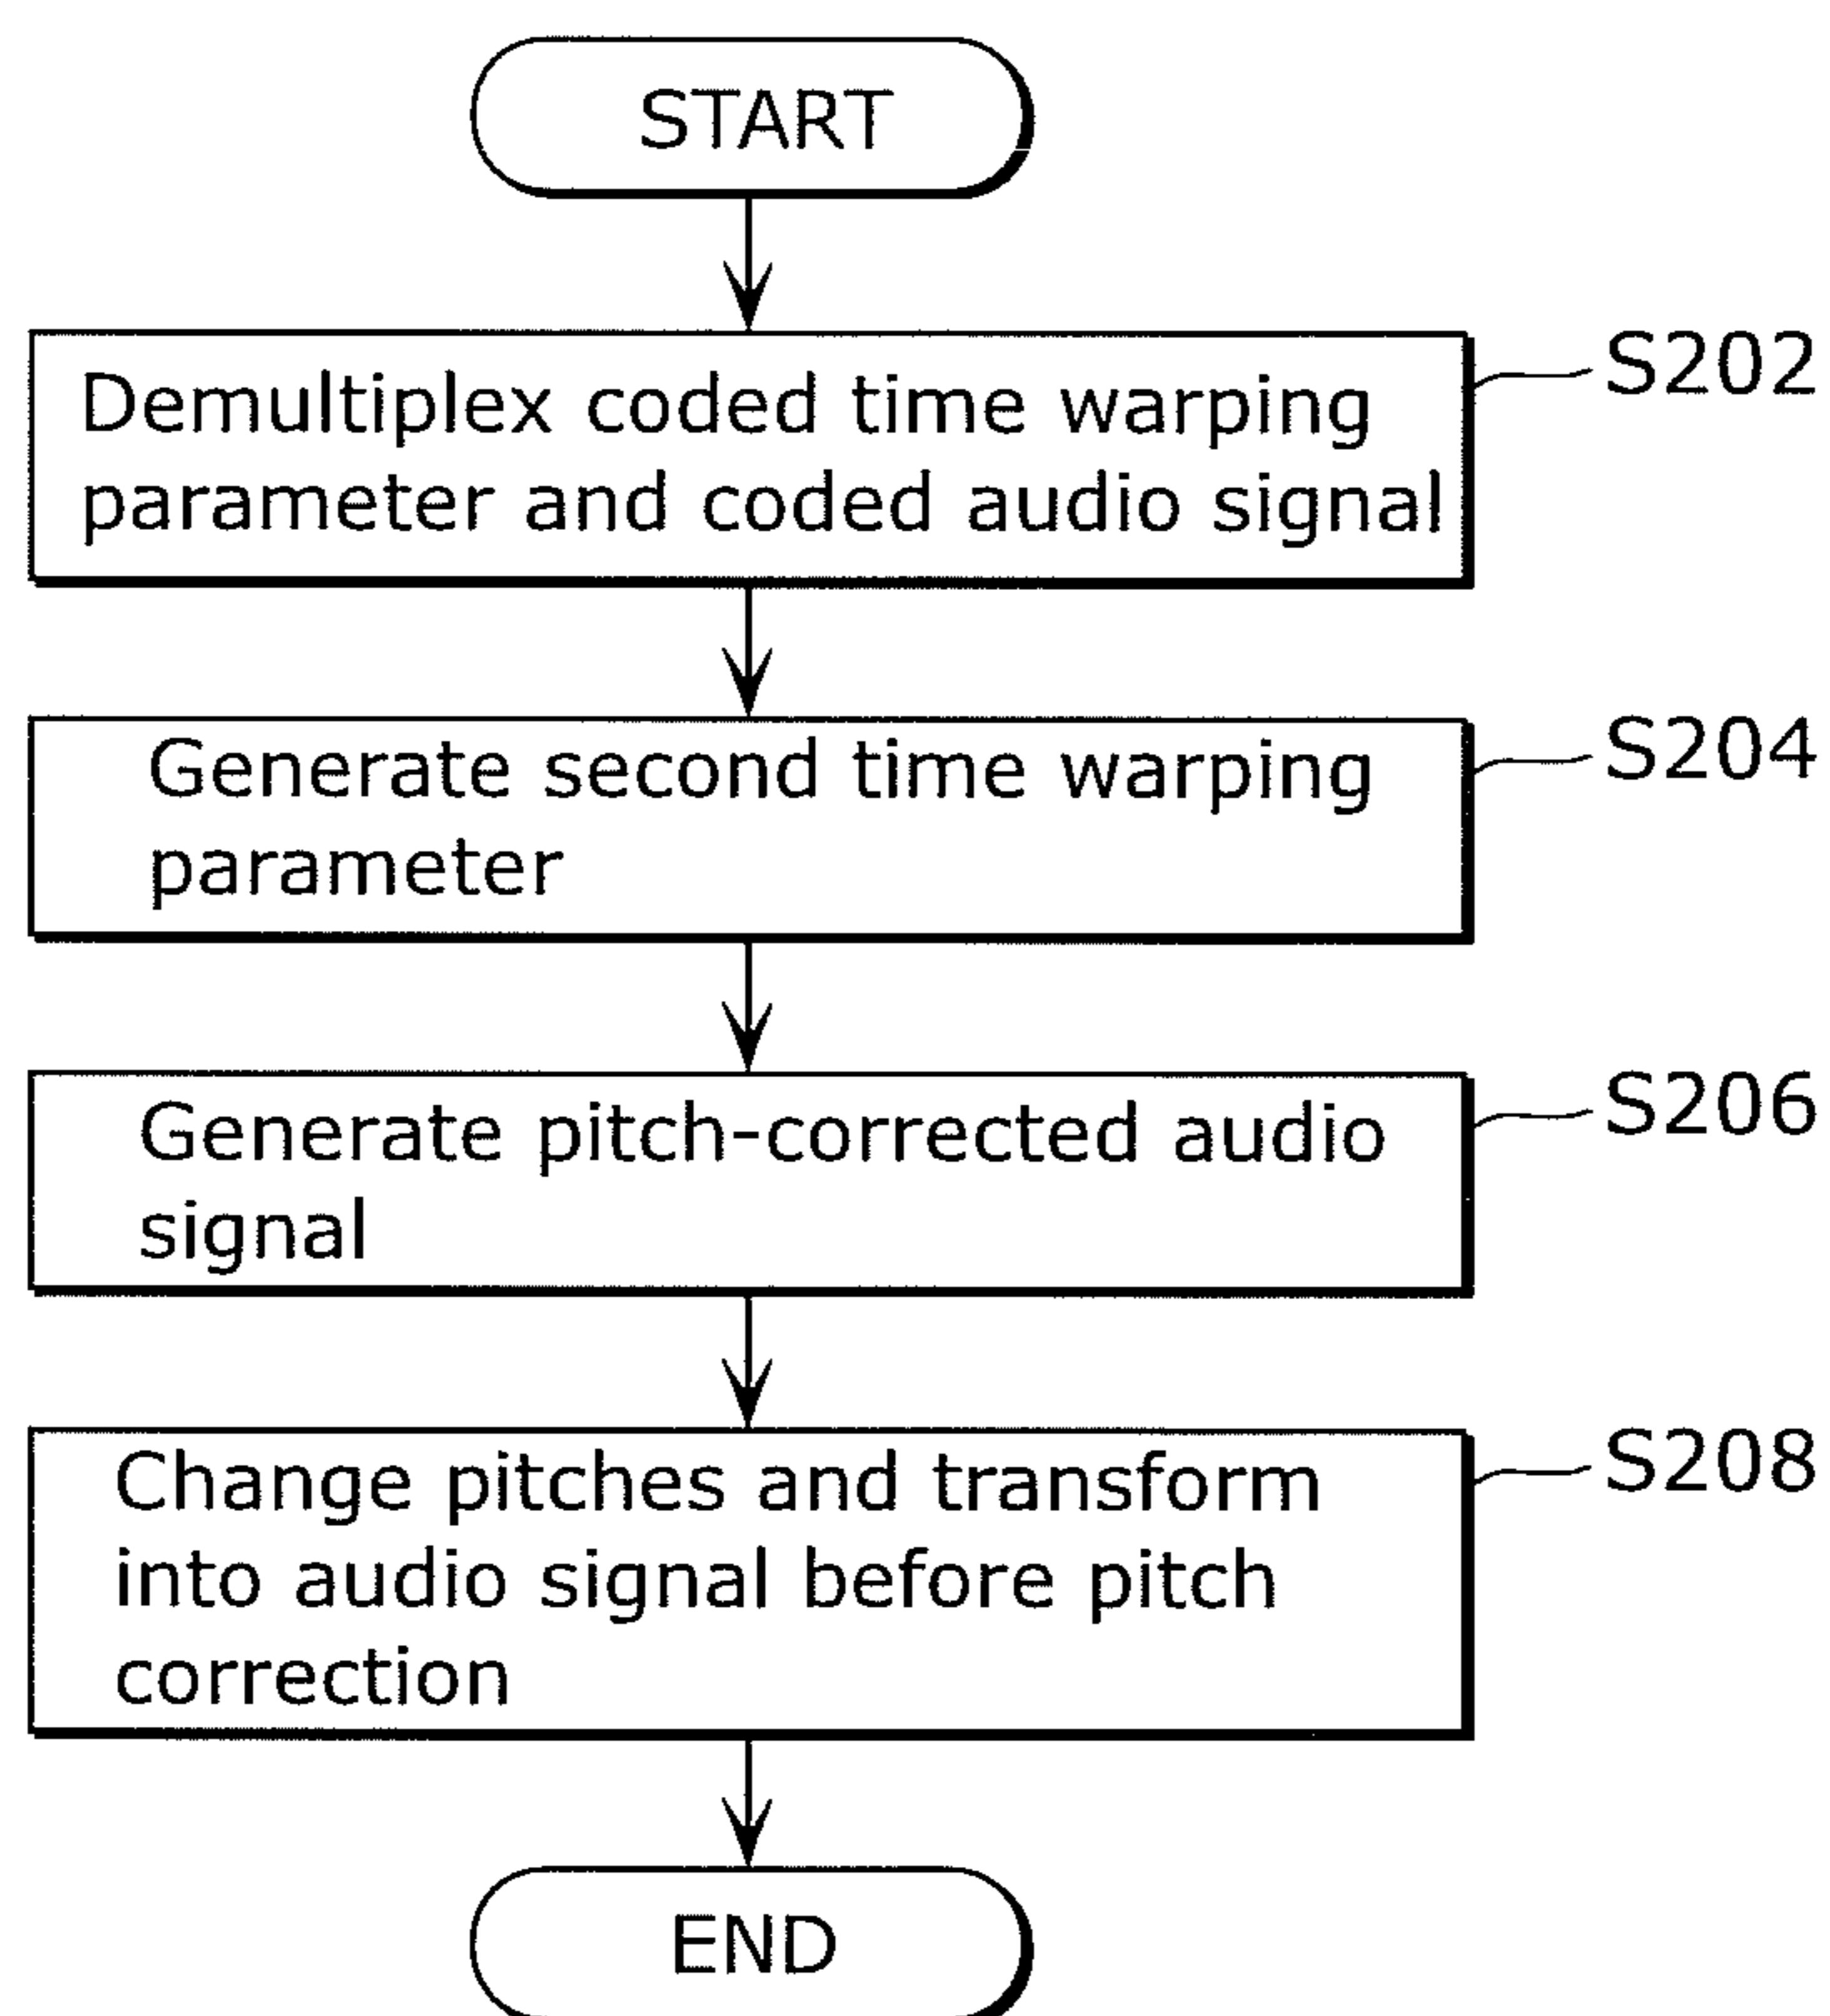 START
Demultiplex coded time warping
parameter and coded audio signal
S202
Generate second time warping
parameter
S204
Generate pitch-corrected audio
signal
S206
Change pitches and transform
into audio signal before pitch
correction
S208
END